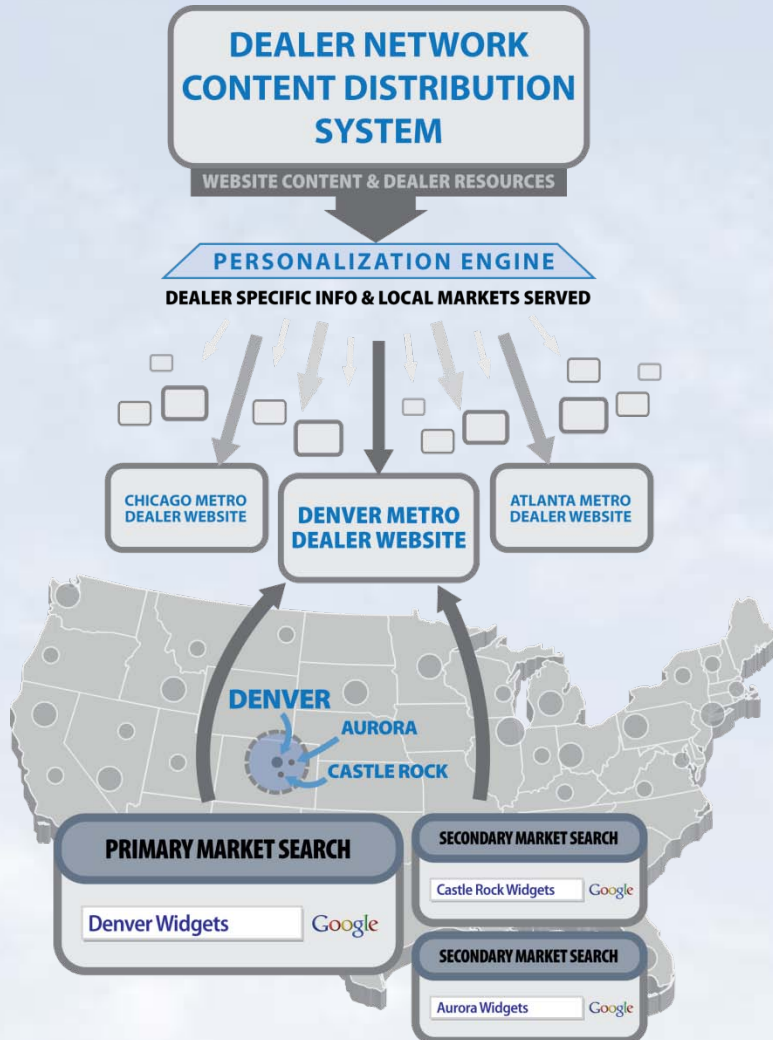 DEALER NETWORK
CONTENT DISTRIBUTION
SYSTEM
WEBSITE CONTENT & DEALER RESOURCES
PERSONALIZATION ENGINE
DEALER SPECIFIC INFO & LOCAL MARKETS SERVED
CHICAGO METRO
DEALER WEBSITE
DENVER METRO
DEALER WEBSITE
ATLANTA METRO
DEALER WEBSITE
DENVER
AURORA
CASTLE ROCK
PRIMARY MARKET SEARCH
Denver Widgets Google
SECONDARY MARKET SEARCH
Castle Rock Widgets Google
SECONDARY MARKET SEARCH
Aurora Widgets Google